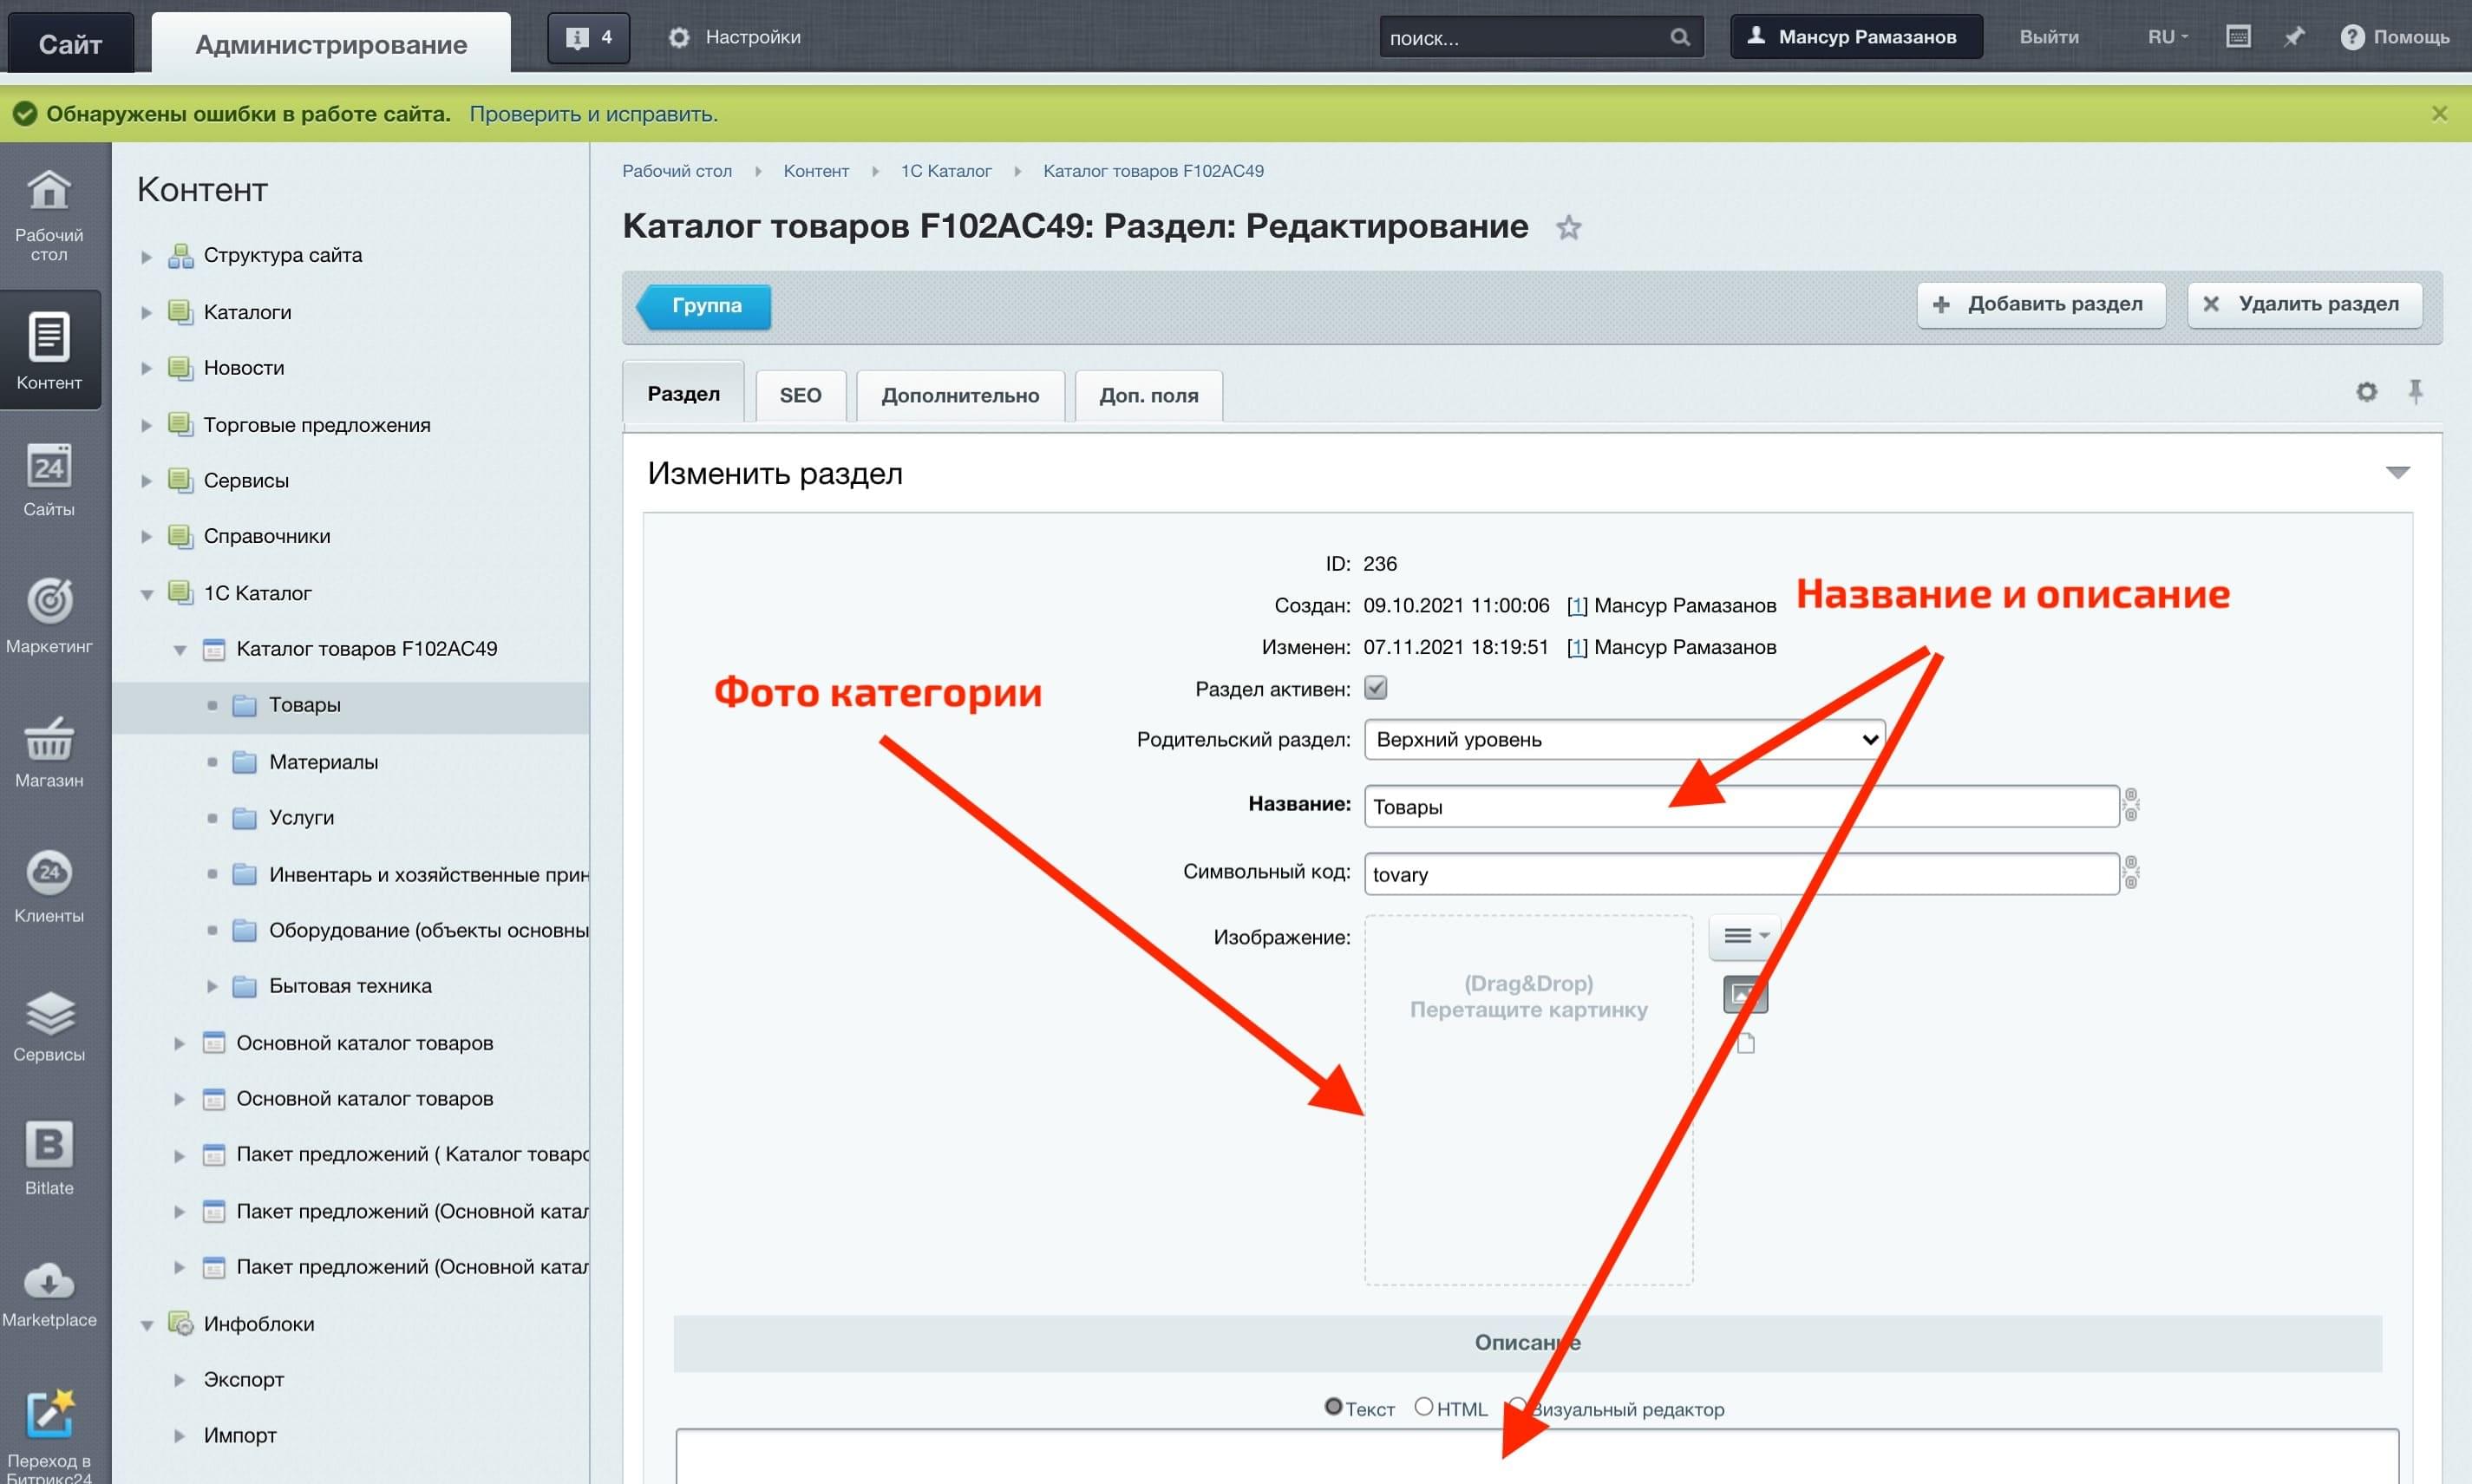 Сайт
Администрирование
4
Настройки
поиск...
Мансур Рамазанов
Выйти
RU
Помощь
Обнаружены ошибки в работе сайта. Проверить и исправить.
Рабочий
стол
Контент
24
Сайты
Маркетинг
Магазин
24
Клиенты
Сервисы
B
Bitlate
Marketplace
Переход в
Битрикс24
Контент
Структура сайта
Каталоги
Новости
Торговые предложения
Сервисы
Справочники
1С Каталог
Каталог товаров F102AC49
Товары
Материалы
Услуги
Инвентарь и хозяйственные прин
Оборудование (объекты основны
Бытовая техника
Основной каталог товаров
Основной каталог товаров
Пакет предложений ( Каталог товаро
Пакет предложений (Основной катал
Пакет предложений (Основной катал
Инфоблоки
Экспорт
Импорт
Рабочий стол
Контент
1С Каталог
Каталог товаров F102AC49
Каталог товаров F102AC49: Раздел: Редактирование
Группа
Добавить раздел
Удалить раздел
Раздел
SEO
Дополнительно
Доп. поля
Изменить раздел
ID: 236
Создан: 09.10.2021 11:00:06 [1] Мансур Рамазанов
Название и описание
Изменен: 07.11.2021 18:19:51 [1] Мансур Рамазанов
Фото категории
Раздел активен:
Родительский раздел: Верхний уровень
Название: Товары
Символьный код: tovary
Изображение:
(Drag&Drop)
Перетащите картинку
Описание
Текст HTML Визуальный редактор